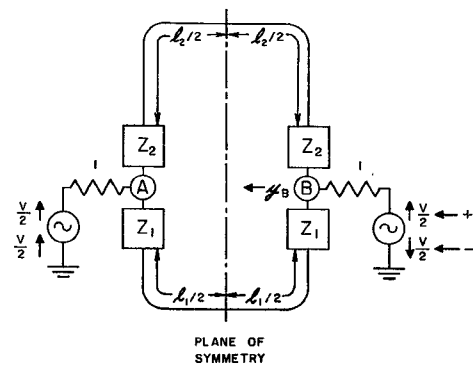 ℓ₂/2 ℓ₂/2
Z₂ Z₂
1 1
A B
y_B
V/2 V/2 +
V/2 V/2 −
Z₁ Z₁
ℓ₁/2 ℓ₁/2
PLANE OF
SYMMETRY